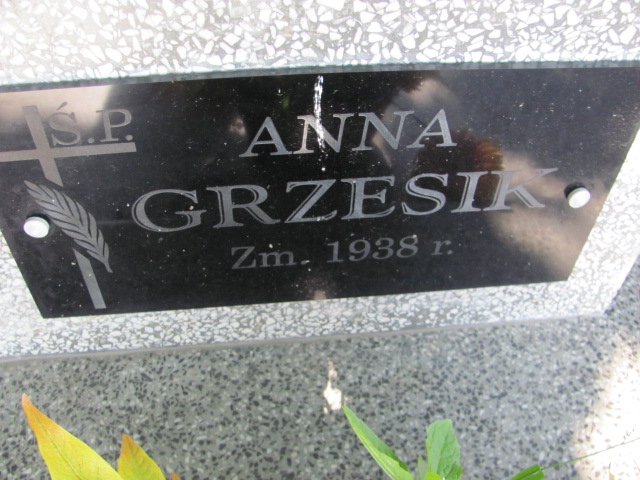 Ś.P.
ANNA
GRZESIK
Zm. 1938 r.